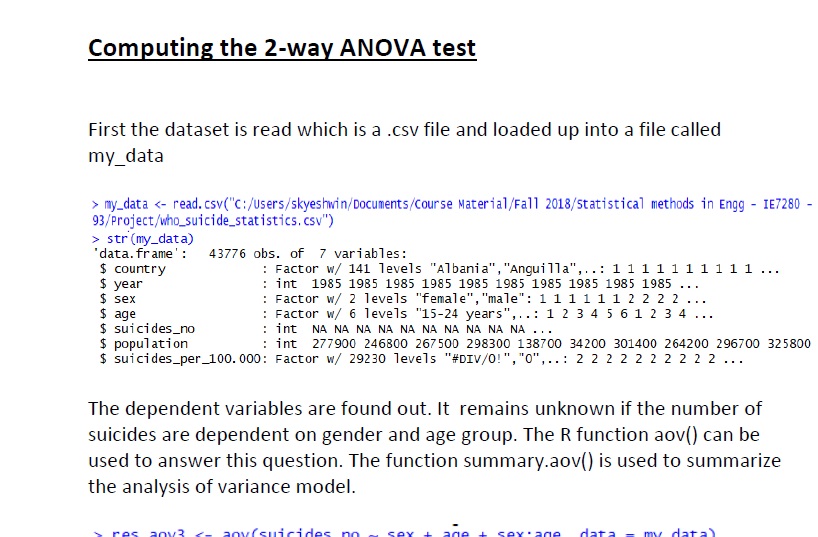 Computing the 2-way ANOVA test
First the dataset is read which is a .csv file and loaded up into a file called
my_data
> my_data <- read.csv("C:/Users/skyeshwin/Documents/Course Material/Fall 2018/Statistical methods in Engg - IE7280 -
93/Project/who_suicide_statistics.csv")
> str(my_data)
'data.frame':   43776 obs. of  7 variables:
 $ country             : Factor w/ 141 levels "Albania","Anguilla",..: 1 1 1 1 1 1 1 1 1 1 ...
 $ year                : int  1985 1985 1985 1985 1985 1985 1985 1985 1985 1985 ...
 $ sex                 : Factor w/ 2 levels "female","male": 1 1 1 1 1 1 2 2 2 2 ...
 $ age                 : Factor w/ 6 levels "15-24 years",..: 1 2 3 4 5 6 1 2 3 4 ...
 $ suicides_no         : int  NA NA NA NA NA NA NA NA NA NA ...
 $ population          : int  277900 246800 267500 298300 138700 34200 301400 264200 296700 325800
 $ suicides_per_100.000: Factor w/ 29230 levels "#DIV/0!","0",..: 2 2 2 2 2 2 2 2 2 2 ...
The dependent variables are found out. It  remains unknown if the number of
suicides are dependent on gender and age group. The R function aov() can be
used to answer this question. The function summary.aov() is used to summarize
the analysis of variance model.
> res.aov3 <- aov(suicides_no ~ sex + age + sex:age, data = my_data)